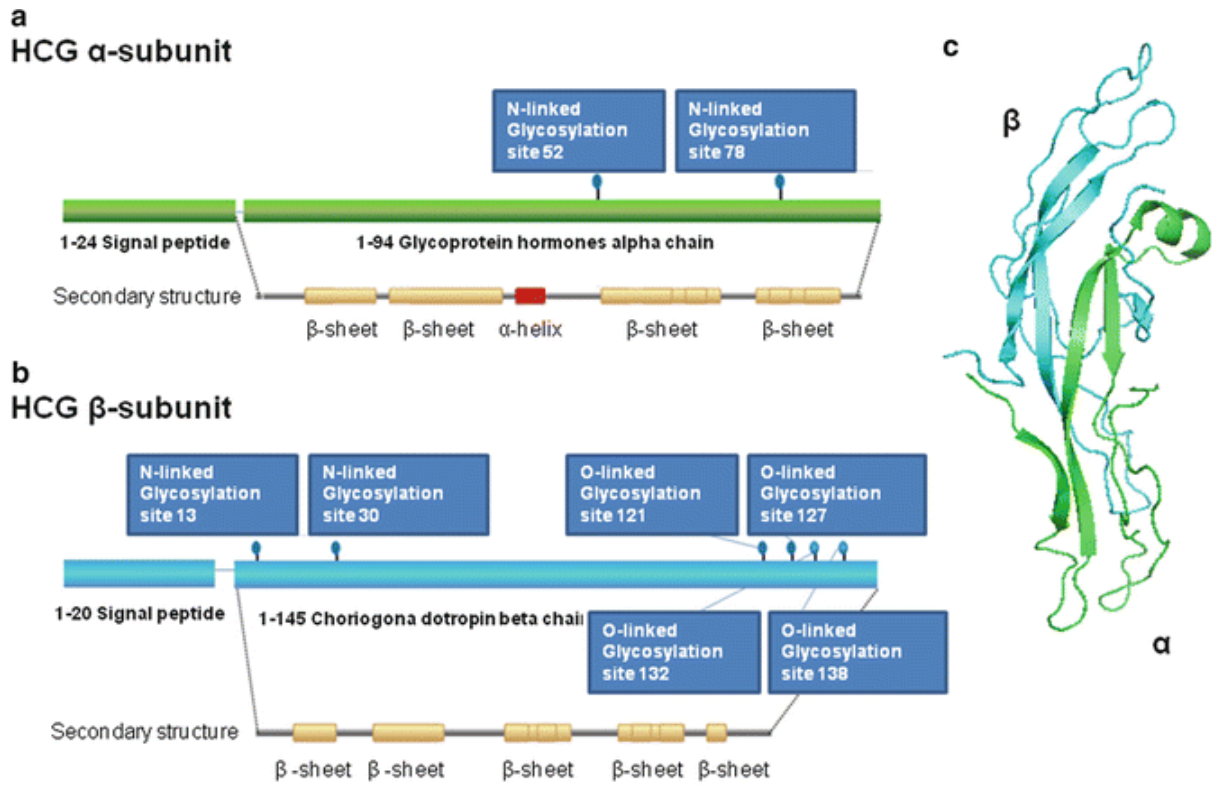 a
HCG α-subunit
N-linked
Glycosylation
site 52
N-linked
Glycosylation
site 78
1-24 Signal peptide
1-94 Glycoprotein hormones alpha chain
Secondary structure
β-sheet
β-sheet
α-helix
β-sheet
β-sheet
b
HCG β-subunit
N-linked
Glycosylation
site 13
N-linked
Glycosylation
site 30
O-linked
Glycosylation
site 121
O-linked
Glycosylation
site 127
1-20 Signal peptide
1-145 Choriogona dotropin beta chain
O-linked
Glycosylation
site 132
O-linked
Glycosylation
site 138
Secondary structure
β -sheet
β -sheet
β-sheet
β-sheet
β-sheet
c
β
α